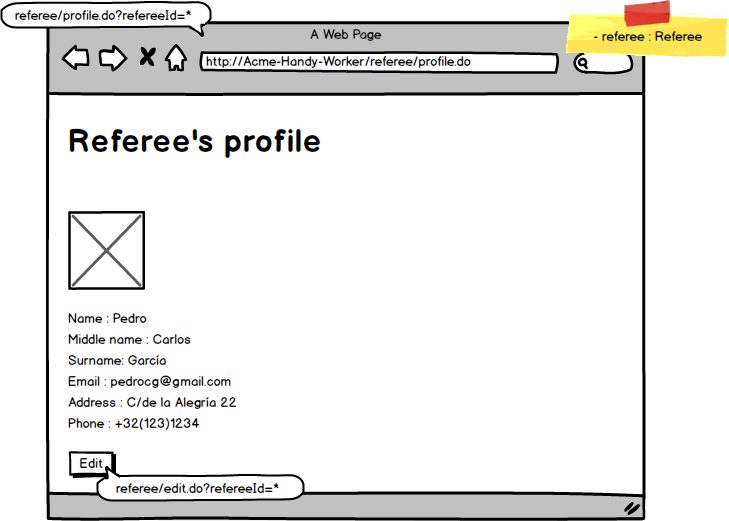 referee/profile.do?refereeId=*
A Web Page
- referee : Referee
http://Acme-Handy-Worker/referee/profile.do
Referee's profile
Name : Pedro
Middle name : Carlos
Surname: García
Email : pedrocg@gmail.com
Address : C/de la Alegría 22
Phone : +32(123)1234
Edit
referee/edit.do?refereeId=*